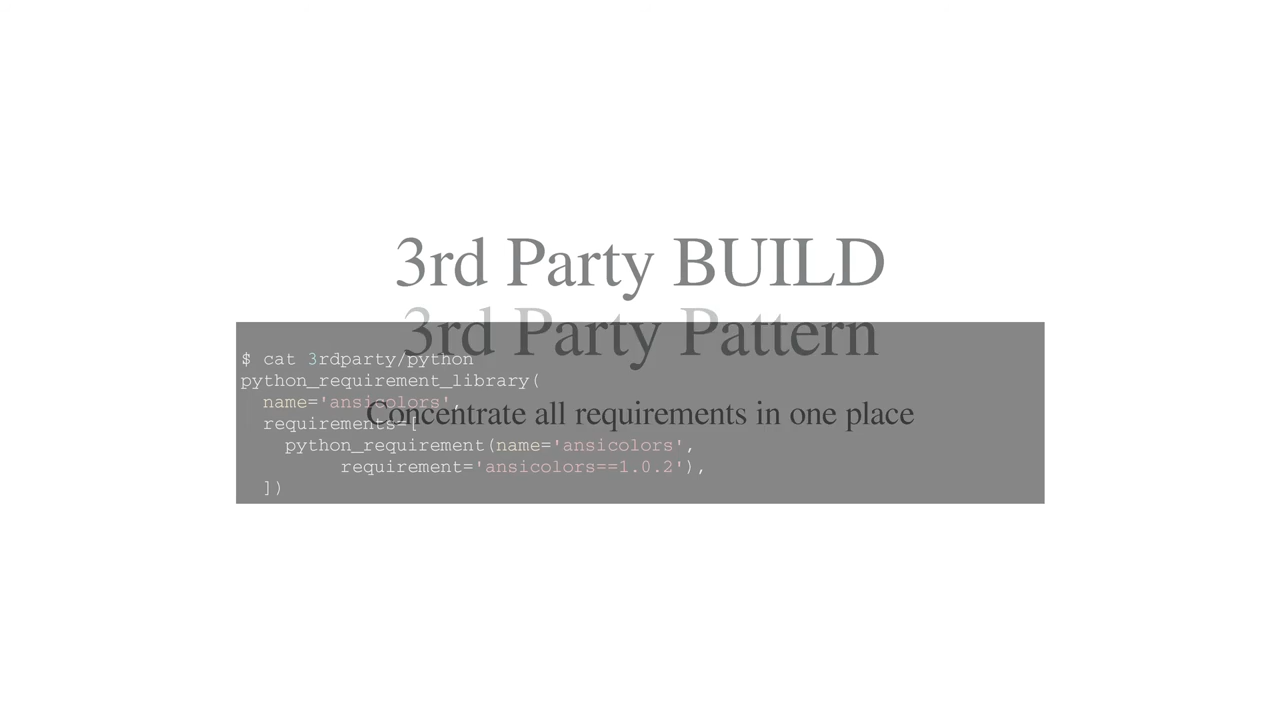 3rd Party BUILD
3rd Party Pattern
$ cat 3rdparty/python
python_requirement_library(
  name='ansicolors',
Concentrate all requirements in one place
  requirements=[
    python_requirement(name='ansicolors',
         requirement='ansicolors==1.0.2'),
  ])